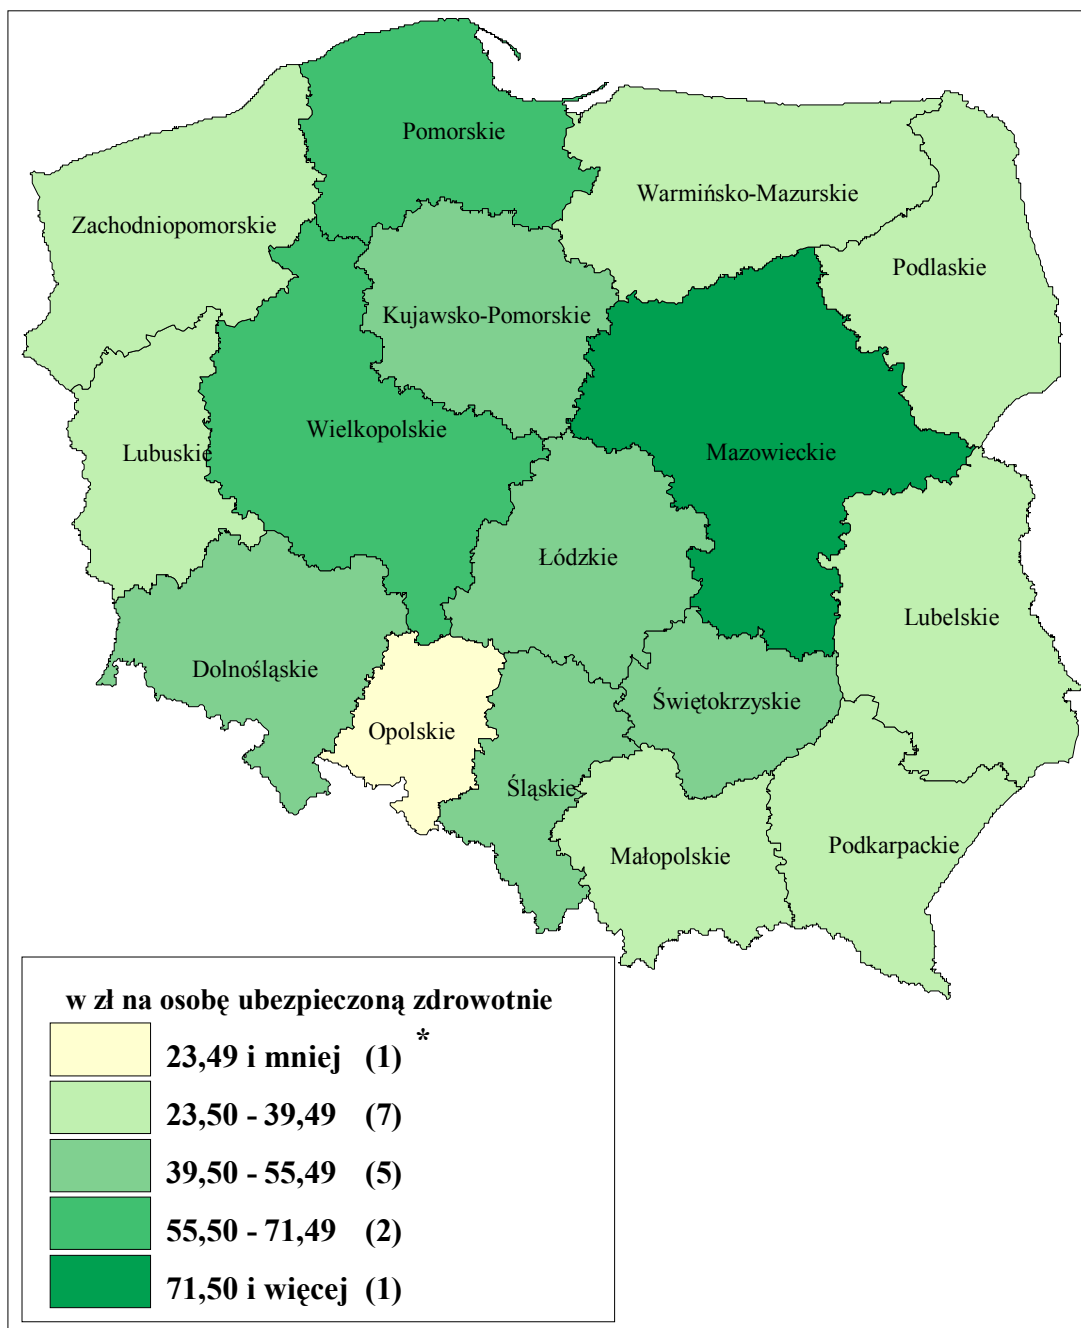 Pomorskie
Warmińsko-Mazurskie
Zachodniopomorskie
Podlaskie
Kujawsko-Pomorskie
Wielkopolskie
Lubuskie
Mazowieckie
Łódzkie
Lubelskie
Dolnośląskie
Świętokrzyskie
Opolskie
Śląskie
Podkarpackie
Małopolskie
w zł na osobę ubezpieczoną zdrowotnie
23,49 i mniej (1) *
23,50 - 39,49 (7)
39,50 - 55,49 (5)
55,50 - 71,49 (2)
71,50 i więcej (1)